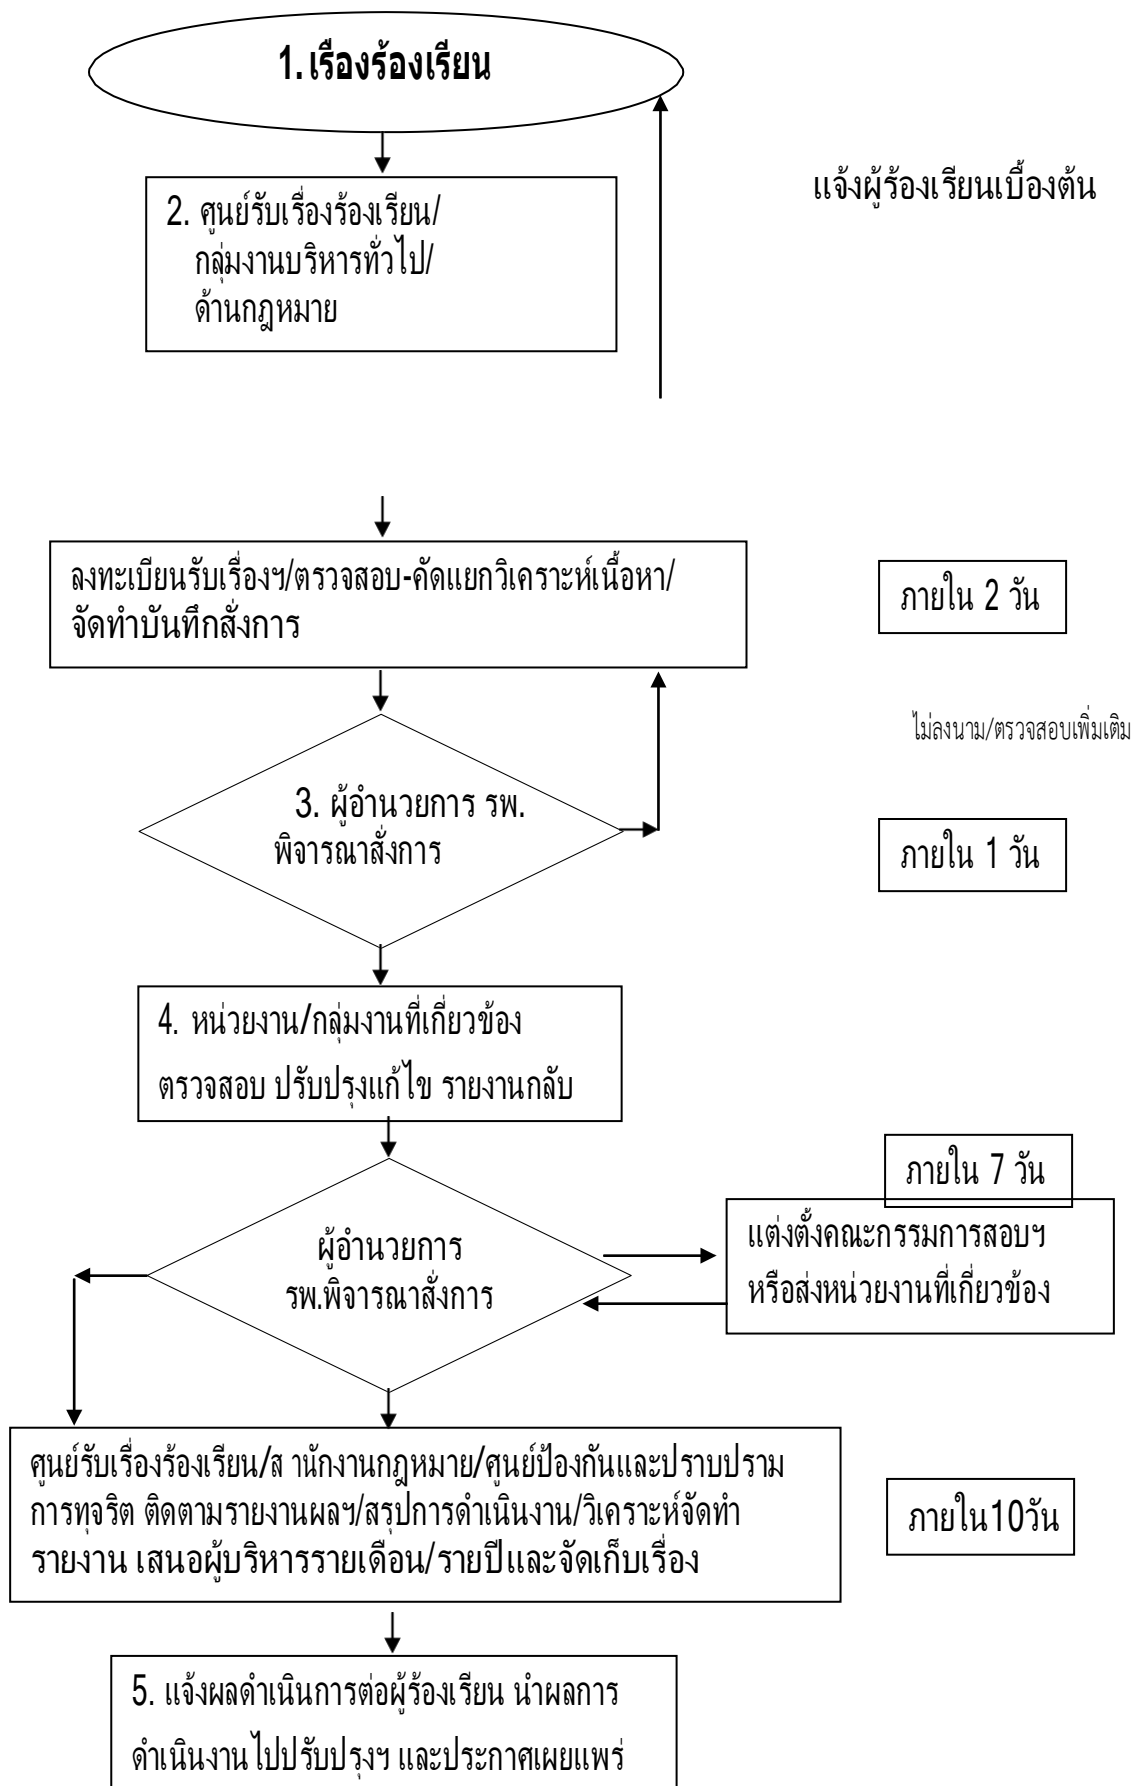 1. เรื่องร้องเรียน
แจ้งผู้ร้องเรียนเบื้องต้น
2. ศูนย์รับเรื่องร้องเรียน/
กลุ่มงานบริหารทั่วไป/
ด้านกฎหมาย
ลงทะเบียนรับเรื่องฯ/ตรวจสอบ-คัดแยกวิเคราะห์เนื้อหา/
จัดทำบันทึกสั่งการ
ภายใน 2 วัน
ไม่ลงนาม/ตรวจสอบเพิ่มเติม
3. ผู้อำนวยการ รพ.
พิจารณาสั่งการ
ภายใน 1 วัน
4. หน่วยงาน/กลุ่มงานที่เกี่ยวข้อง
ตรวจสอบ ปรับปรุงแก้ไข รายงานกลับ
ภายใน 7 วัน
ผู้อำนวยการ
รพ.พิจารณาสั่งการ
แต่งตั้งคณะกรรมการสอบฯ
หรือส่งหน่วยงานที่เกี่ยวข้อง
ศูนย์รับเรื่องร้องเรียน/ส านักงานกฎหมาย/ศูนย์ป้องกันและปราบปราม
การทุจริต ติดตามรายงานผลฯ/สรุปการดำเนินงาน/วิเคราะห์จัดทำ
รายงาน เสนอผู้บริหารรายเดือน/รายปีและจัดเก็บเรื่อง
ภายใน10วัน
5. แจ้งผลดำเนินการต่อผู้ร้องเรียน นำผลการ
ดำเนินงานไปปรับปรุงฯ และประกาศเผยแพร่